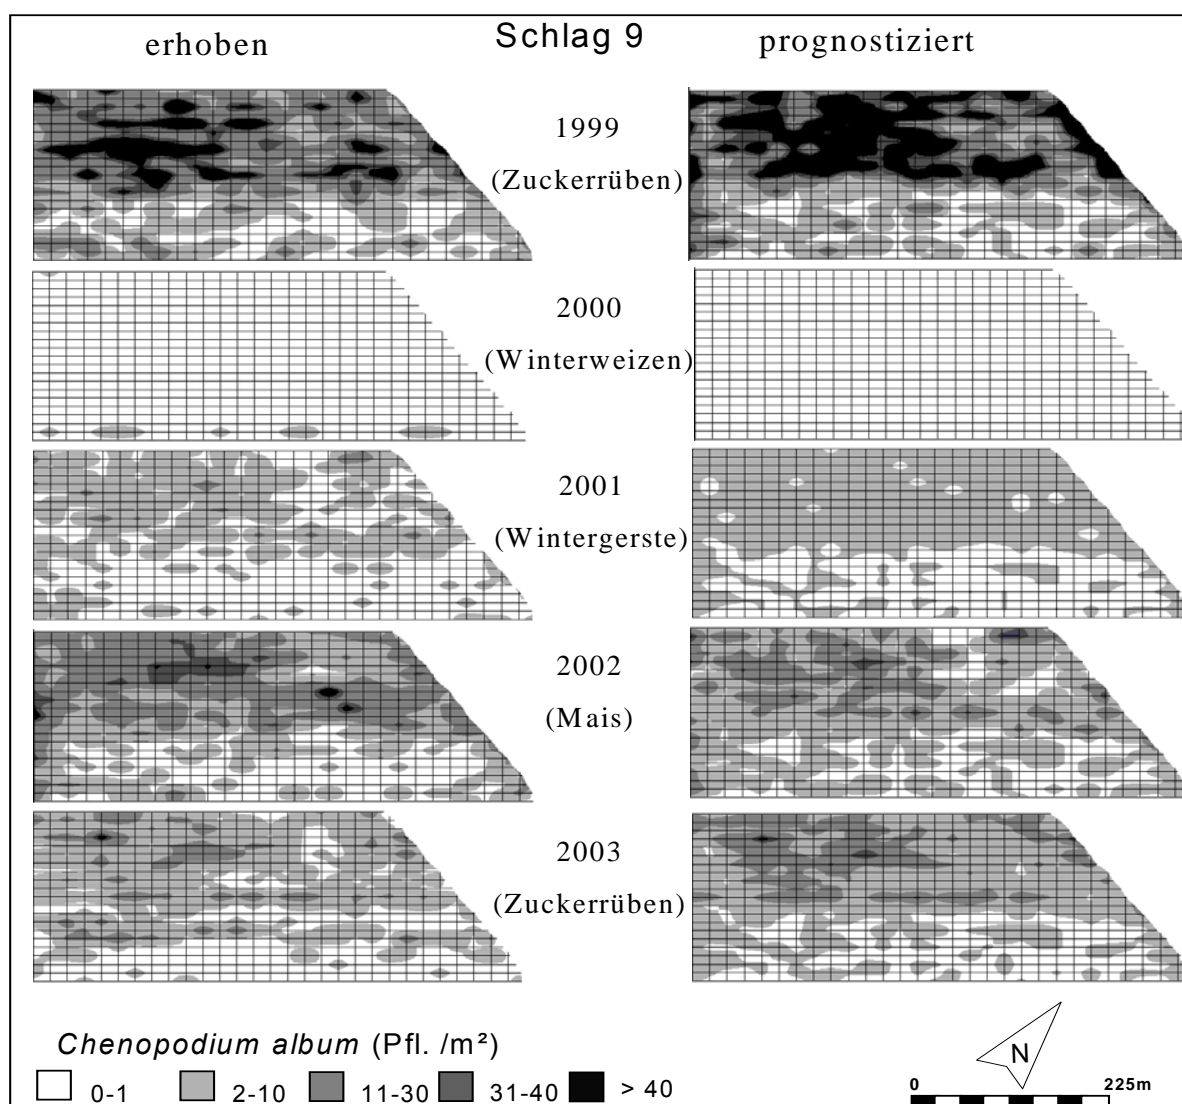 erhoben Schlag 9 prognostiziert
1999
(Zuckerrüben)
2000
(Winterweizen)
2001
(Wintergerste)
2002
(Mais)
2003
(Zuckerrüben)
Chenopodium album (Pfl. /m²)
0-1 2-10 11-30 31-40 > 40
N
0 225m